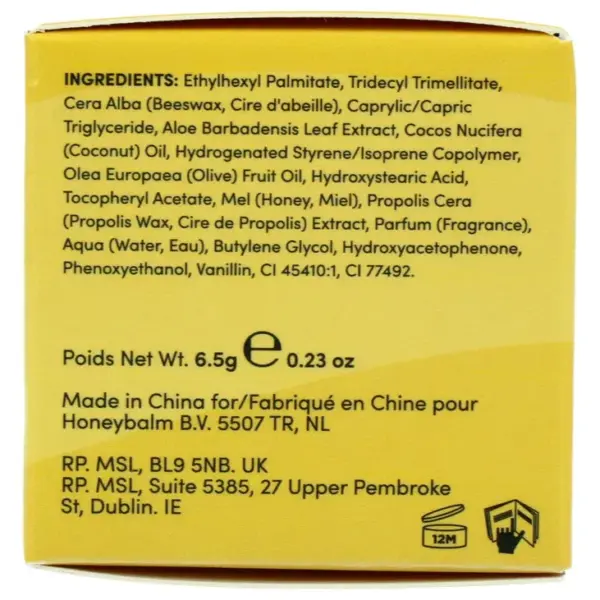 INGREDIENTS: Ethylhexyl Palmitate, Tridecyl Trimellitate,
Cera Alba (Beeswax, Cire d'abeille), Caprylic/Capric
Triglyceride, Aloe Barbadensis Leaf Extract, Cocos Nucifera
(Coconut) Oil, Hydrogenated Styrene/Isoprene Copolymer,
Olea Europaea (Olive) Fruit Oil, Hydroxystearic Acid,
Tocopheryl Acetate, Mel (Honey, Miel), Propolis Cera
(Propolis Wax, Cire de Propolis) Extract, Parfum (Fragrance),
Aqua (Water, Eau), Butylene Glycol, Hydroxyacetophenone,
Phenoxyethanol, Vanillin, CI 45410:1, CI 77492.
Poids Net Wt. 6.5g ℮ 0.23 oz
Made in China for/Fabriqué en Chine pour
Honeybalm B.V. 5507 TR, NL
RP. MSL, BL9 5NB. UK
RP. MSL, Suite 5385, 27 Upper Pembroke
St, Dublin. IE
12M